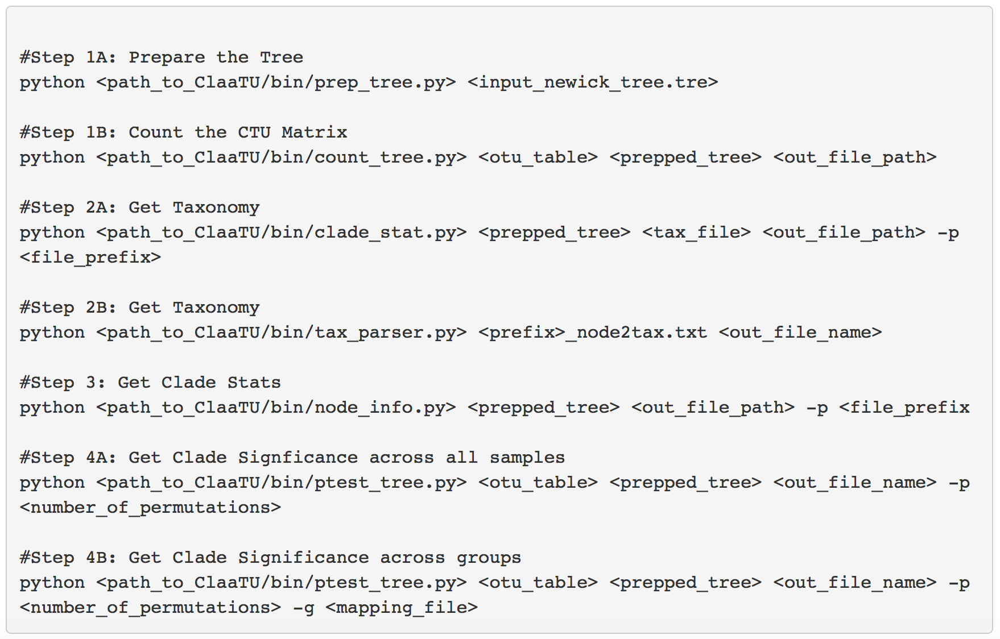 #Step 1A: Prepare the Tree
python <path_to_ClaaTU/bin/prep_tree.py> <input_newick_tree.tre>
#Step 1B: Count the CTU Matrix
python <path_to_ClaaTU/bin/count_tree.py> <otu_table> <prepped_tree> <out_file_path>
#Step 2A: Get Taxonomy
python <path_to_ClaaTU/bin/clade_stat.py> <prepped_tree> <tax_file> <out_file_path> -p
<file_prefix>
#Step 2B: Get Taxonomy
python <path_to_ClaaTU/bin/tax_parser.py> <prefix>_node2tax.txt <out_file_name>
#Step 3: Get Clade Stats
python <path_to_ClaaTU/bin/node_info.py> <prepped_tree> <out_file_path> -p <file_prefix
#Step 4A: Get Clade Signficance across all samples
python <path_to_ClaaTU/bin/ptest_tree.py> <otu_table> <prepped_tree> <out_file_name> -p
<number_of_permutations>
#Step 4B: Get Clade Significance across groups
python <path_to_ClaaTU/bin/ptest_tree.py> <otu_table> <prepped_tree> <out_file_name> -p
<number_of_permutations> -g <mapping_file>